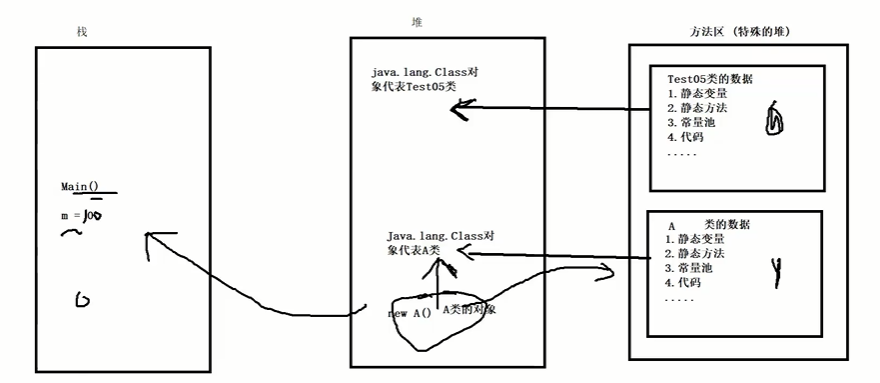 栈
堆
方法区 (特殊的堆)
java.lang.Class对
象代表Test05类
Test05类的数据
1.静态变量
2.静态方法
3.常量池
4.代码
.....
Main()
m =100
Java.lang.Class对
象代表A类
A 类的数据
1.静态变量
2.静态方法
3.常量池
4.代码
.....
new A() A类的对象